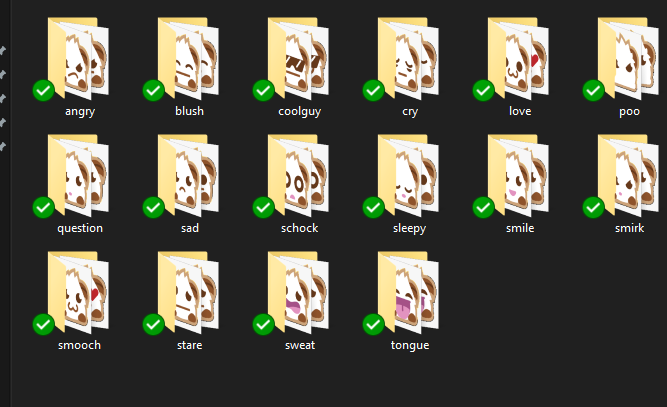 angry
blush
coolguy
cry
love
poo
question
sad
schock
sleepy
smile
smirk
smooch
stare
sweat
tongue